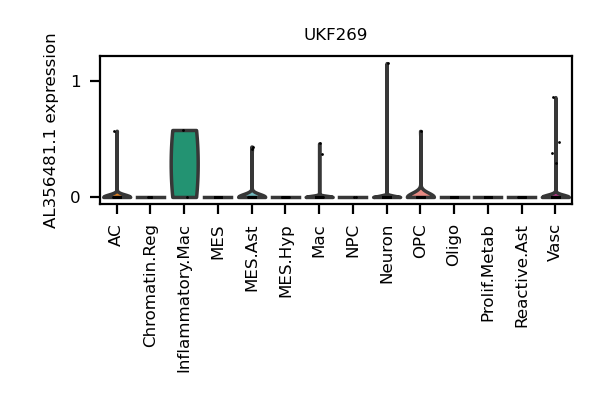 UKF269
AL356481.1 expression
1
0
AC
Chromatin.Reg
Inflammatory.Mac
MES
MES.Ast
MES.Hyp
Mac
NPC
Neuron
OPC
Oligo
Prolif.Metab
Reactive.Ast
Vasc